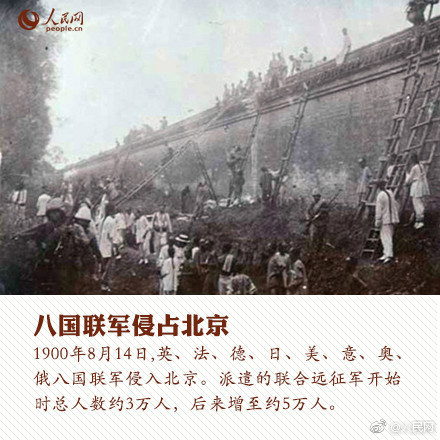 人民网
people.cn
八国联军侵占北京
1900年8月14日,英、法、德、日、美、意、奥、
俄八国联军侵入北京。派遣的联合远征军开始
时总人数约3万人，后来增至约5万人。
@人民网